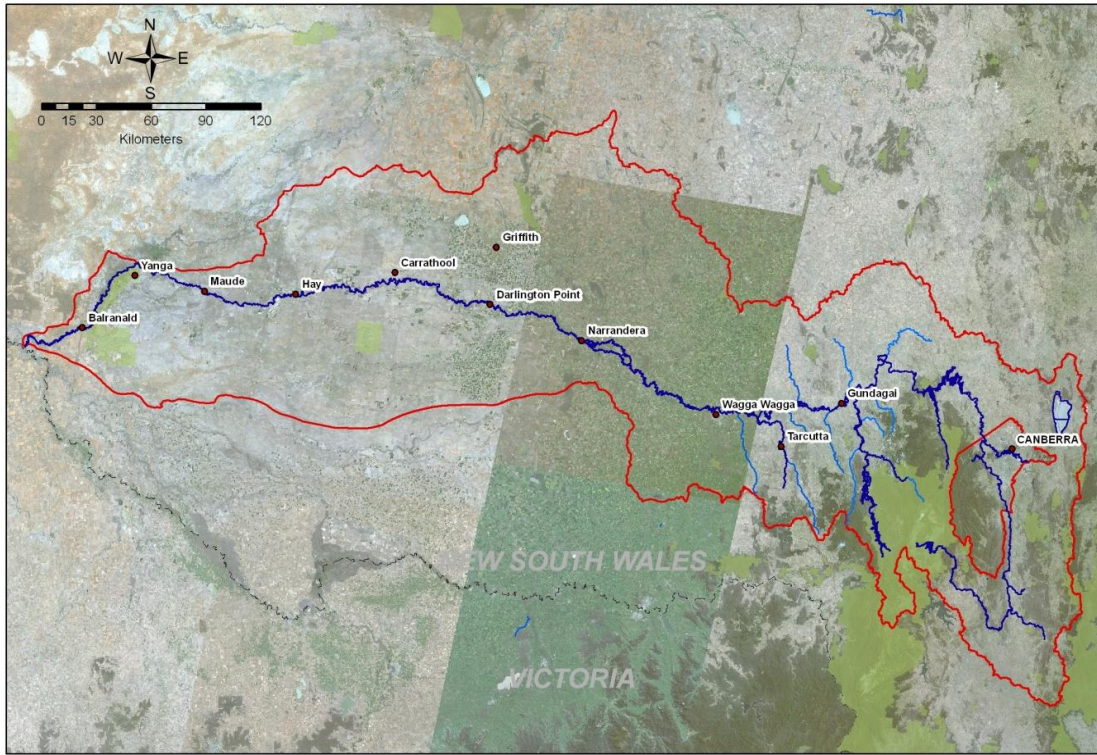 N
W E
S
0 15 30 60 90 120
Kilometers
Griffith
Yanga
Carrathool
Maude
Hay
Darlington Point
Balranald
Narrandera
Gundagai
Wagga Wagga
CANBERRA
Tarcutta
EW SOUTH WALES
VICTORIA